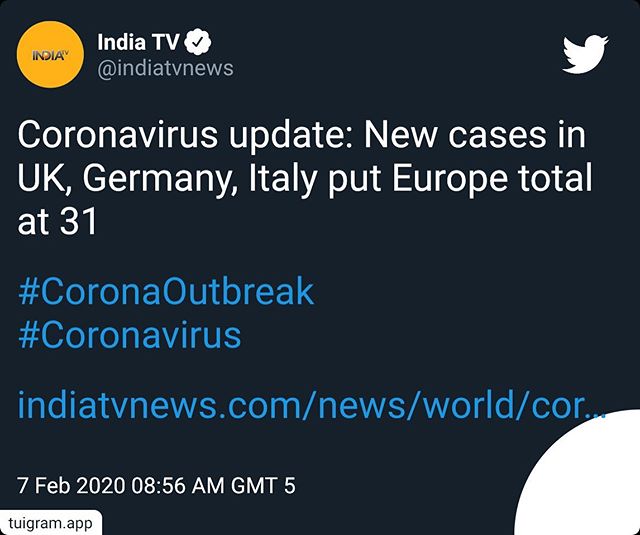 INDIA TV
India TV
@indiatvnews
Coronavirus update: New cases in
UK, Germany, Italy put Europe total
at 31
#CoronaOutbreak
#Coronavirus
indiatvnews.com/news/world/cor...
7 Feb 2020 08:56 AM GMT 5
tuigram.app